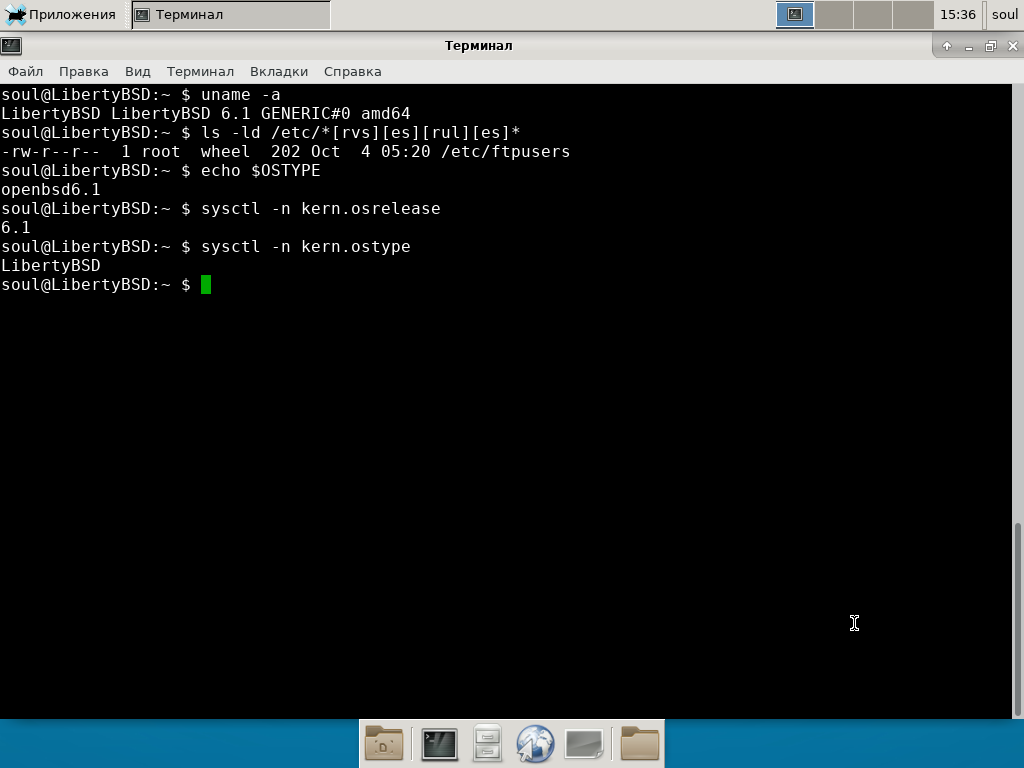 Приложения
Терминал
15:36
soul
Терминал
Файл Правка Вид Терминал Вкладки Справка
soul@LibertyBSD:~ $ uname -a
LibertyBSD LibertyBSD 6.1 GENERIC#0 amd64
soul@LibertyBSD:~ $ ls -ld /etc/*[rvs][es][rul][es]*
-rw-r--r--  1 root  wheel  202 Oct  4 05:20 /etc/ftpusers
soul@LibertyBSD:~ $ echo $OSTYPE
openbsd6.1
soul@LibertyBSD:~ $ sysctl -n kern.osrelease
6.1
soul@LibertyBSD:~ $ sysctl -n kern.ostype
LibertyBSD
soul@LibertyBSD:~ $
D